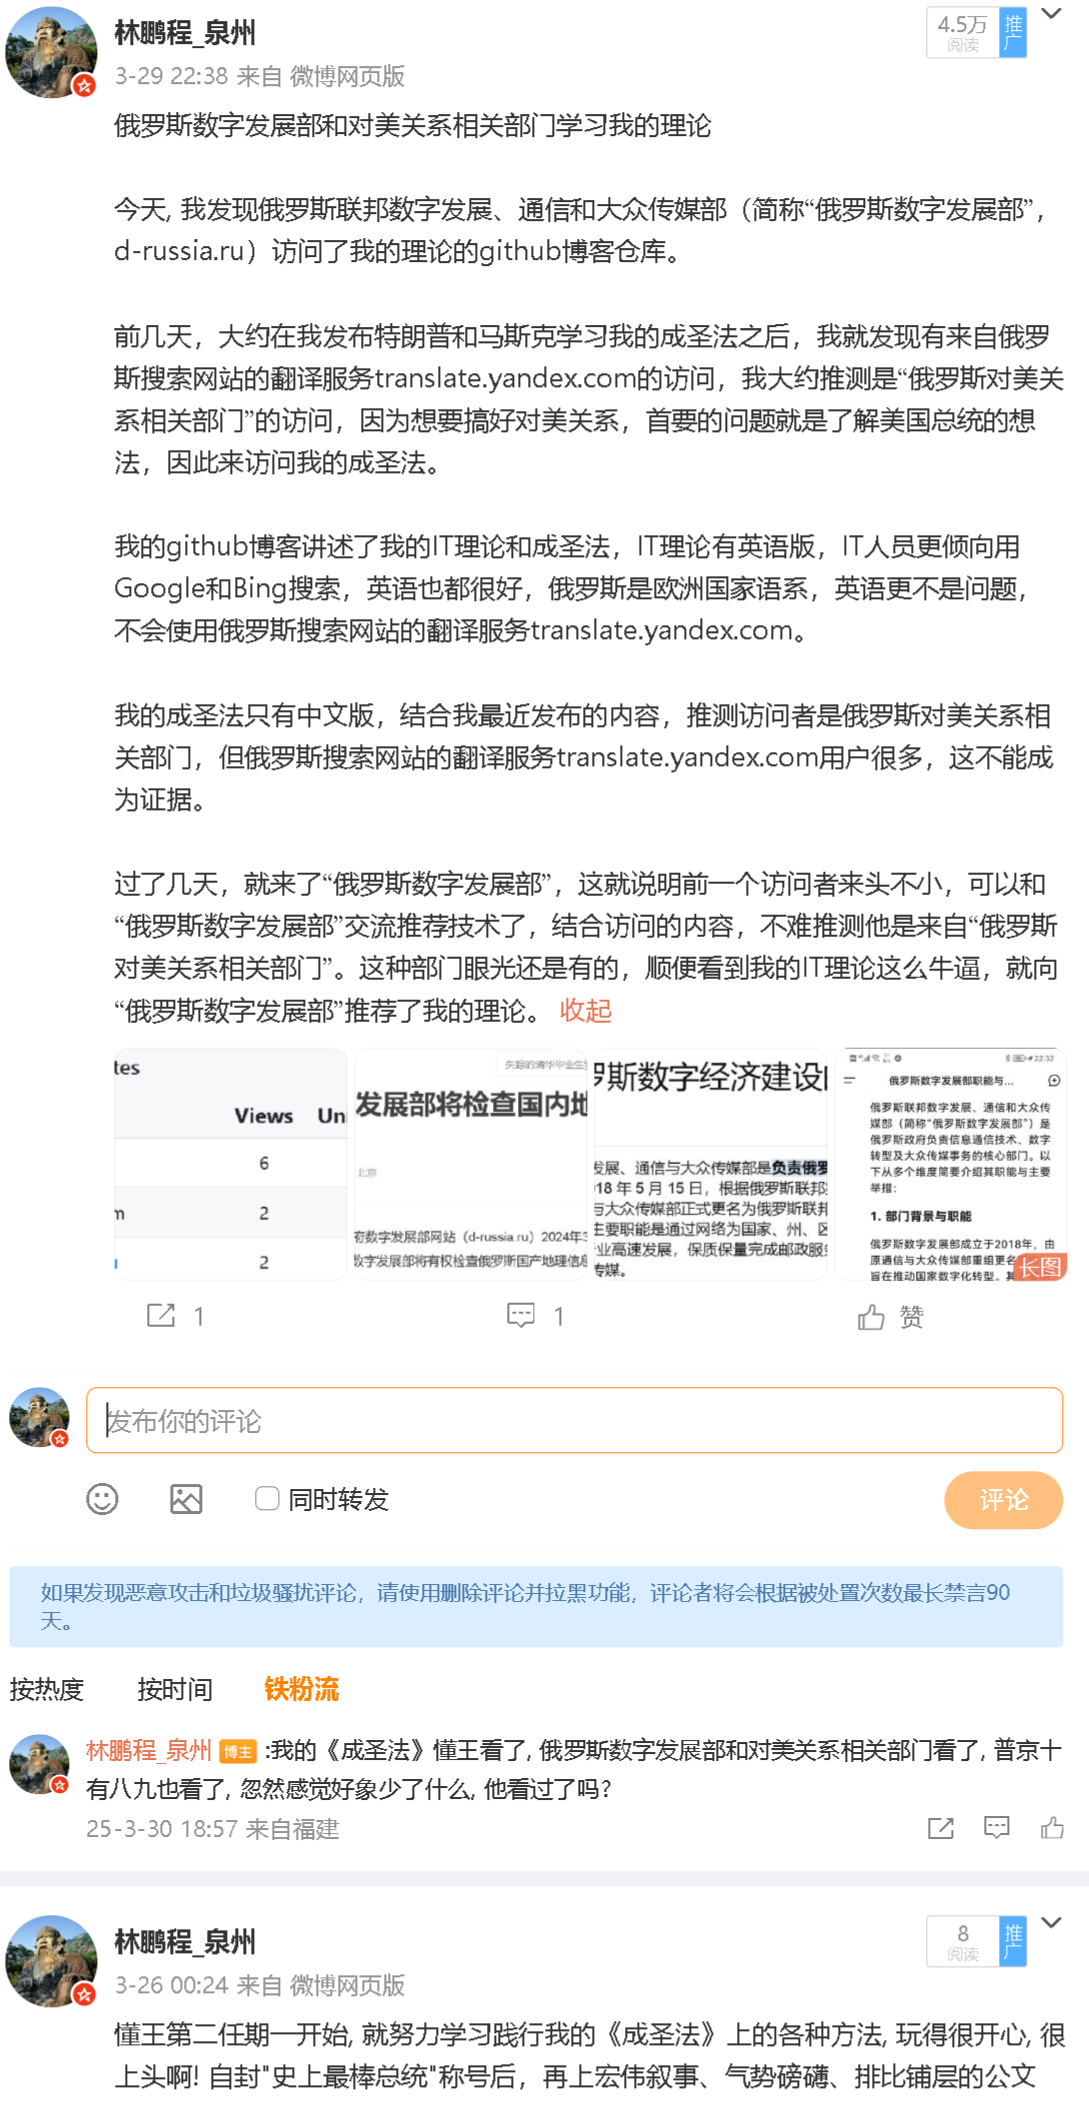 林鹏程_泉州
4.5万
阅读
推广
3-29 22:38 来自 微博网页版
俄罗斯数字发展部和对美关系相关部门学习我的理论
今天, 我发现俄罗斯联邦数字发展、通信和大众传媒部（简称“俄罗斯数字发展部”，
d-russia.ru）访问了我的理论的github博客仓库。
前几天，大约在我发布特朗普和马斯克学习我的成圣法之后，我就发现有来自俄罗
斯搜索网站的翻译服务translate.yandex.com的访问，我大约推测是“俄罗斯对美关
系相关部门”的访问，因为想要搞好对美关系，首要的问题就是了解美国总统的想
法，因此来访问我的成圣法。
我的github博客讲述了我的IT理论和成圣法，IT理论有英语版，IT人员更倾向用
Google和Bing搜索，英语也都很好，俄罗斯是欧洲国家语系，英语更不是问题，
不会使用俄罗斯搜索网站的翻译服务translate.yandex.com。
我的成圣法只有中文版，结合我最近发布的内容，推测访问者是俄罗斯对美关系相
关部门，但俄罗斯搜索网站的翻译服务translate.yandex.com用户很多，这不能成
为证据。
过了几天，就来了“俄罗斯数字发展部”，这就说明前一个访问者来头不小，可以和
“俄罗斯数字发展部”交流推荐技术了，结合访问的内容，不难推测他是来自“俄罗斯
对美关系相关部门”。这种部门眼光还是有的，顺便看到我的IT理论这么牛逼，就向
“俄罗斯数字发展部”推荐了我的理论。 收起
tes
Views Uni
6
m 2
2
失踪的清华毕业生
发展部将检查国内地
北京
府数字发展部网站（d-russia.ru）2024年3
数字发展部将有权检查俄罗斯国产地理信息
罗斯数字经济建设的
发展、通信与大众传媒部是负责俄罗
18 年 5 月 15 日，根据俄罗斯联邦
与大众传媒部正式更名为俄罗斯联邦
主要职能是通过网络为国家、州、区
业高速发展，保质保量完成邮政服务
传媒。
22:32
俄罗斯数字发展部职能与...
俄罗斯联邦数字发展、通信和大众传
媒部（简称“俄罗斯数字发展部”）是
俄罗斯政府负责信息通信技术、数字
转型及大众传媒事务的核心部门。以
下从多个维度简要介绍其职能与主要
举措：
1. 部门背景与职能
俄罗斯数字发展部成立于2018年，由
原通信与大众传媒部重组更名
旨在推动国家数字化转型。其
长图
1
1
赞
发布你的评论
同时转发
评论
如果发现恶意攻击和垃圾骚扰评论，请使用删除评论并拉黑功能，评论者将会根据被处置次数最长禁言90
天。
按热度 按时间 铁粉流
林鹏程_泉州 博主 :我的《成圣法》懂王看了, 俄罗斯数字发展部和对美关系相关部门看了, 普京十
有八九也看了, 忽然感觉好象少了什么, 他看过了吗?
25-3-30 18:57 来自福建
林鹏程_泉州
8
阅读
推广
3-26 00:24 来自 微博网页版
懂王第二任期一开始, 就努力学习践行我的《成圣法》上的各种方法, 玩得很开心, 很
上头啊! 自封"史上最棒总统"称号后，再上宏伟叙事、气势磅礴、排比铺层的公文